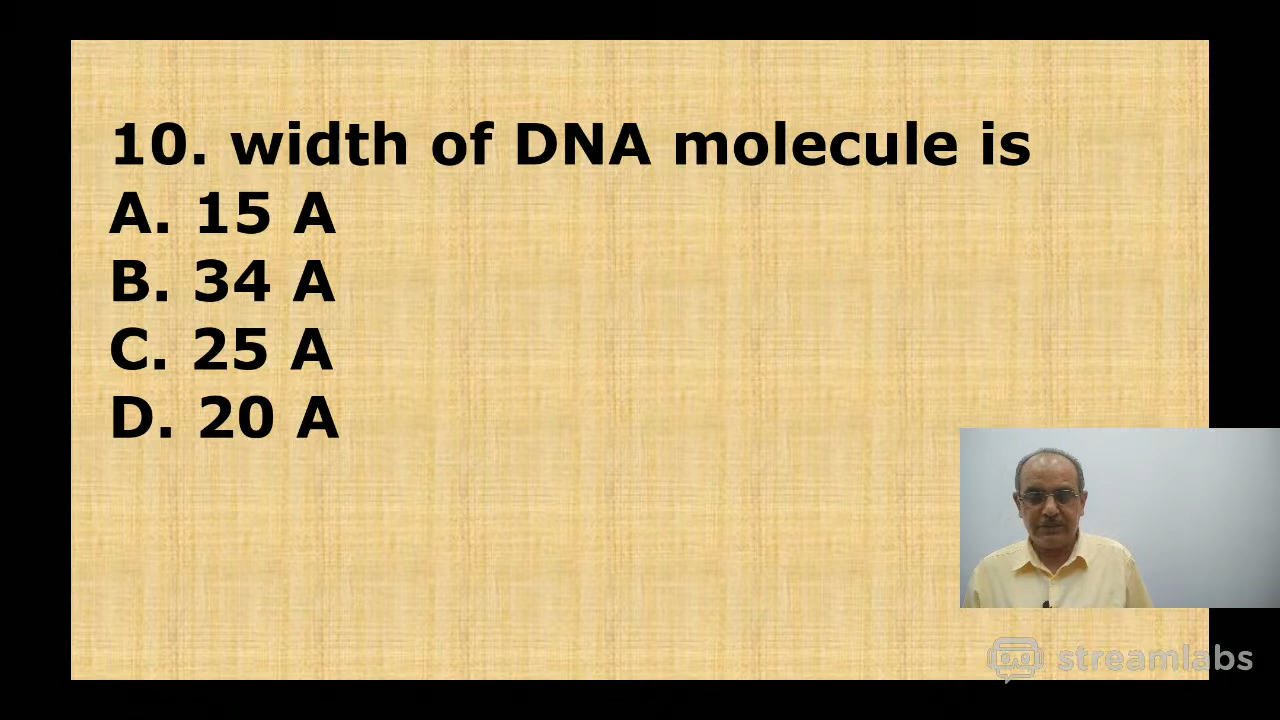 10. width of DNA molecule is
A. 15 A
B. 34 A
C. 25 A
D. 20 A
streamlabs